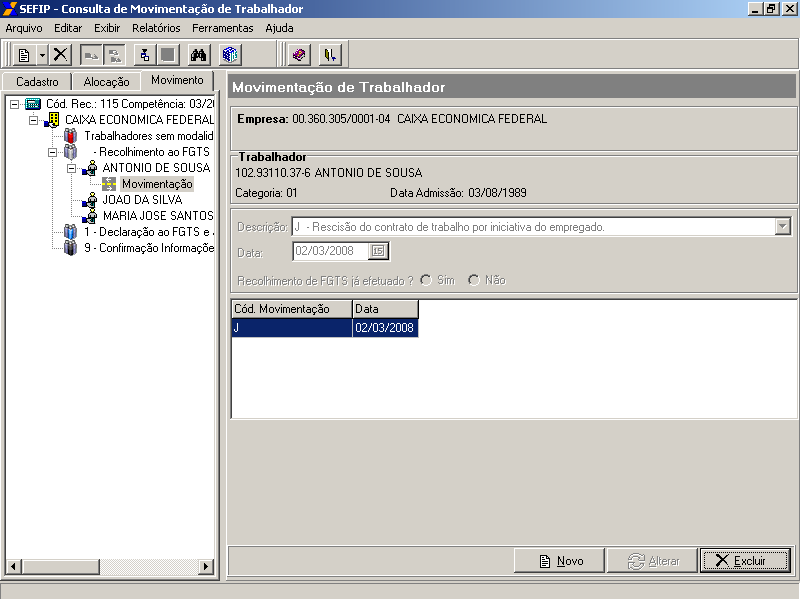 SEFIP - Consulta de Movimentação de Trabalhador
Arquivo Editar Exibir Relatórios Ferramentas Ajuda
Cadastro Alocação Movimento
Cód. Rec.: 115 Competência: 03/20
CAIXA ECONOMICA FEDERAL
Trabalhadores sem modalid
- Recolhimento ao FGTS
ANTONIO DE SOUSA
Movimentação
JOAO DA SILVA
MARIA JOSE SANTOS
1 - Declaração ao FGTS e
9 - Confirmação Informaçõe
Movimentação de Trabalhador
Empresa: 00.360.305/0001-04 CAIXA ECONOMICA FEDERAL
Trabalhador
102.93110.37-6 ANTONIO DE SOUSA
Categoria: 01 Data Admissão: 03/08/1989
Descrição: J - Rescisão do contrato de trabalho por iniciativa do empregado.
Data: 02/03/2008 15
Recolhimento de FGTS já efetuado ? Sim Não
Cód. Movimentação Data
J 02/03/2008
Novo Alterar Excluir